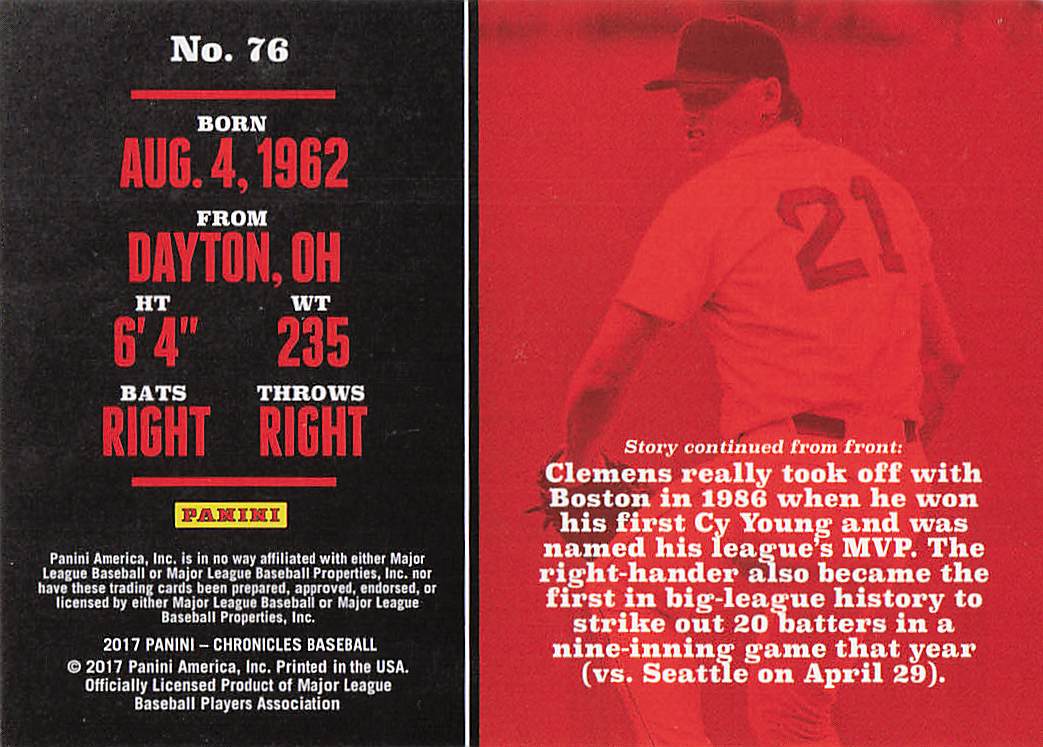 No. 76
BORN
AUG. 4, 1962
FROM
DAYTON, OH
HT WT
6' 4" 235
BATS THROWS
RIGHT RIGHT
PANINI
Panini America, Inc. is in no way affiliated with either Major
League Baseball or Major League Baseball Properties, Inc. nor
have these trading cards been prepared, approved, endorsed, or
licensed by either Major League Baseball or Major League
Baseball Properties, Inc.
2017 PANINI – CHRONICLES BASEBALL
© 2017 Panini America, Inc. Printed in the USA.
Officially Licensed Product of Major League
Baseball Players Association
21
Story continued from front:
Clemens really took off with
Boston in 1986 when he won
his first Cy Young and was
named his league's MVP. The
right-hander also became the
first in big-league history to
strike out 20 batters in a
nine-inning game that year
(vs. Seattle on April 29).